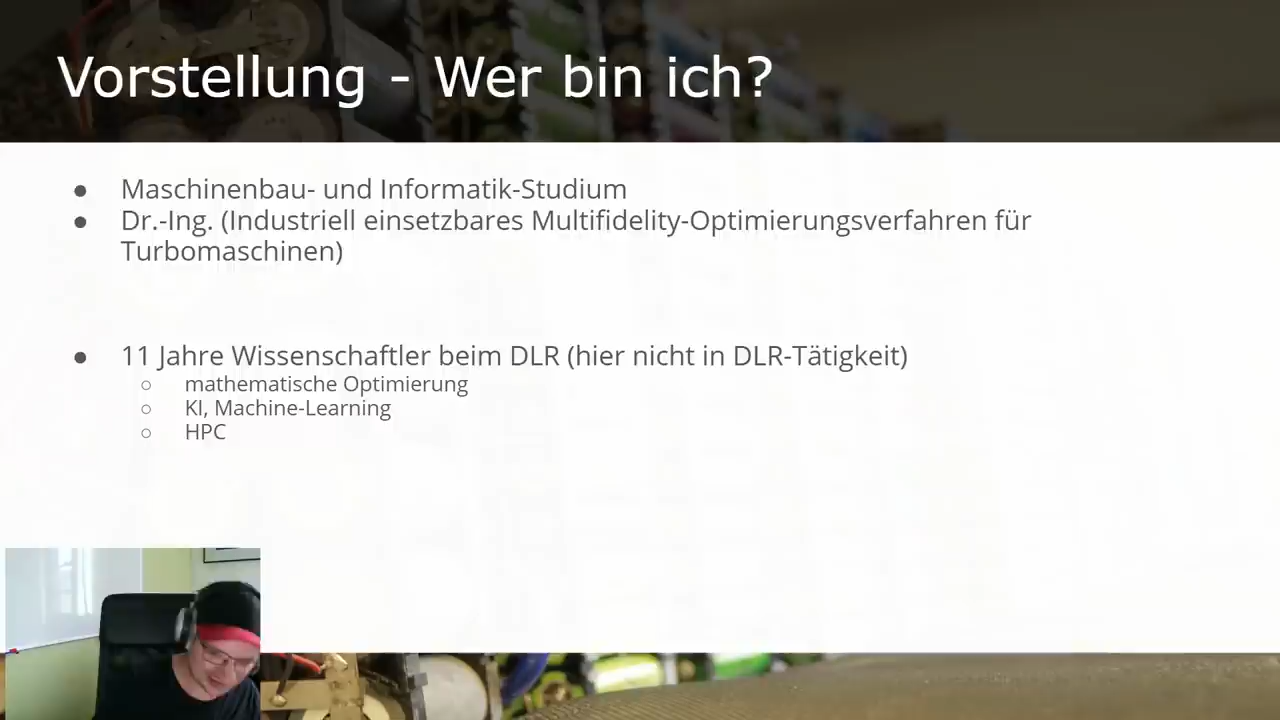 Vorstellung - Wer bin ich?
● Maschinenbau- und Informatik-Studium
● Dr.-Ing. (Industriell einsetzbares Multifidelity-Optimierungsverfahren für
Turbomaschinen)
● 11 Jahre Wissenschaftler beim DLR (hier nicht in DLR-Tätigkeit)
○ mathematische Optimierung
○ KI, Machine-Learning
○ HPC